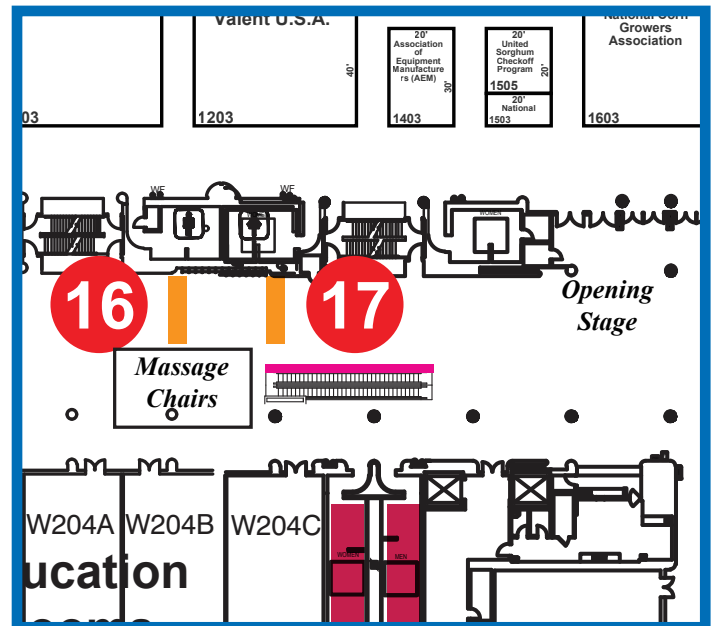 Valent U.S.A.
40'
03
1203
20'
Association
of
Equipment
Manufacture
rs (AEM)
30'
1403
20'
United
Sorghum
Checkoff
Program
20'
1505
20'
National
1503
National Corn
Growers
Association
1603
WF
WF
WOMEN
16
17
Opening
Stage
Massage
Chairs
W204A
W204B
W204C
WOMEN
MEN
ucation